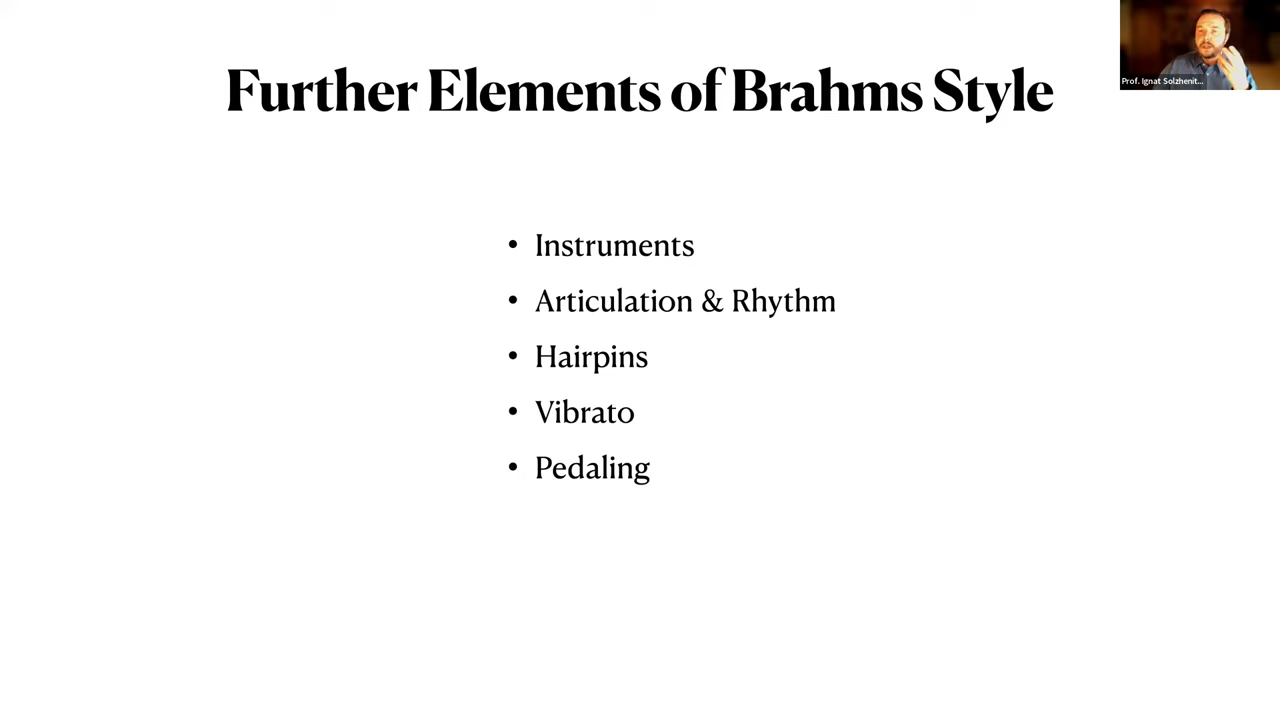 Further Elements of Brahms Style
Prof. Ignat Solzhenit...
• Instruments
• Articulation & Rhythm
• Hairpins
• Vibrato
• Pedaling